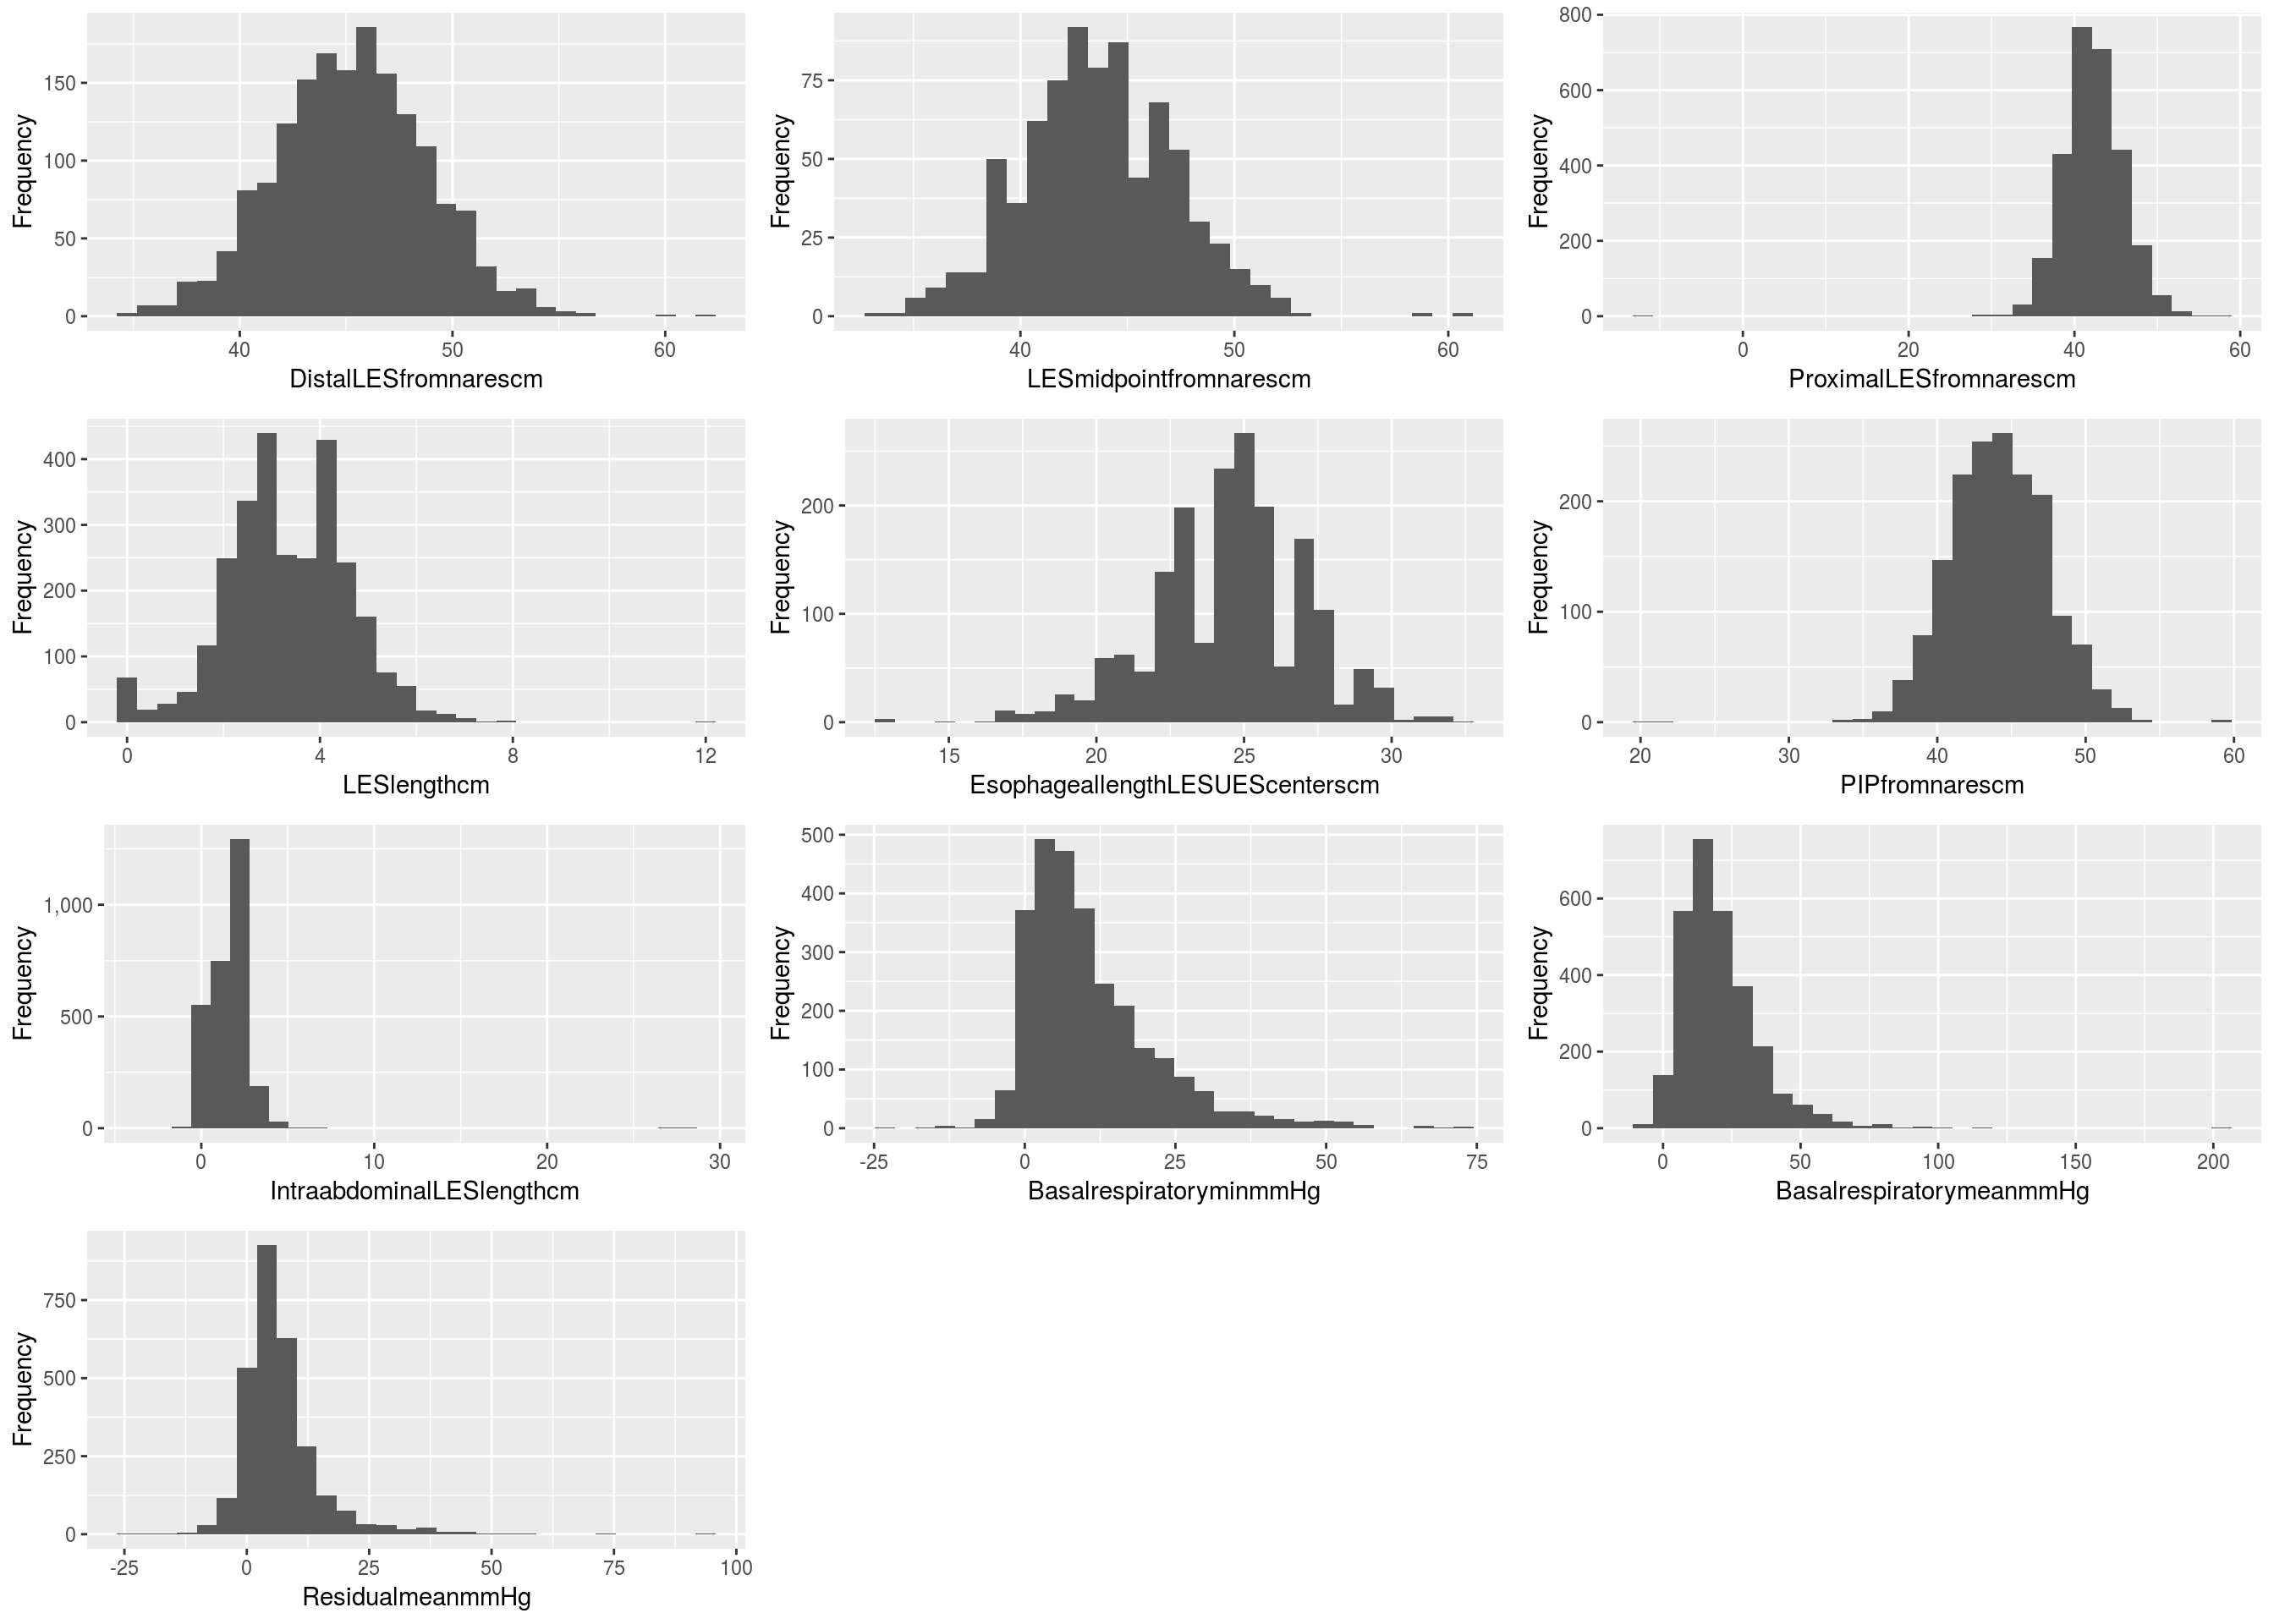 Frequency
150
100
50
0
40 50 60
DistalLESfromnarescm
Frequency
75
50
25
0
40 50 60
LESmidpointfromnarescm
Frequency
800
600
400
200
0
0 20 40 60
ProximalLESfromnarescm
Frequency
400
300
200
100
0
0 4 8 12
LESlengthcm
Frequency
200
100
0
15 20 25 30
EsophageallengthLESUEScenterscm
Frequency
200
100
0
20 30 40 50 60
PIPfromnarescm
Frequency
1,000
500
0
0 10 20 30
IntraabdominalLESlengthcm
Frequency
500
400
300
200
100
0
-25 0 25 50 75
BasalrespiratoryminmmHg
Frequency
600
400
200
0
0 50 100 150 200
BasalrespiratorymeanmmHg
Frequency
750
500
250
0
-25 0 25 50 75 100
ResidualmeanmmHg